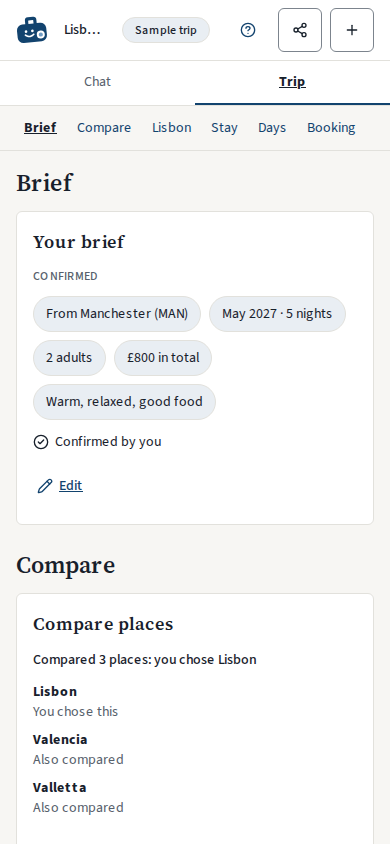 Lisb…
Sample trip
Chat
Trip
Brief
Compare
Lisbon
Stay
Days
Booking
Brief
Your brief
CONFIRMED
From Manchester (MAN)
May 2027 · 5 nights
2 adults
£800 in total
Warm, relaxed, good food
Confirmed by you
Edit
Compare
Compare places
Compared 3 places: you chose Lisbon
Lisbon
You chose this
Valencia
Also compared
Valletta
Also compared